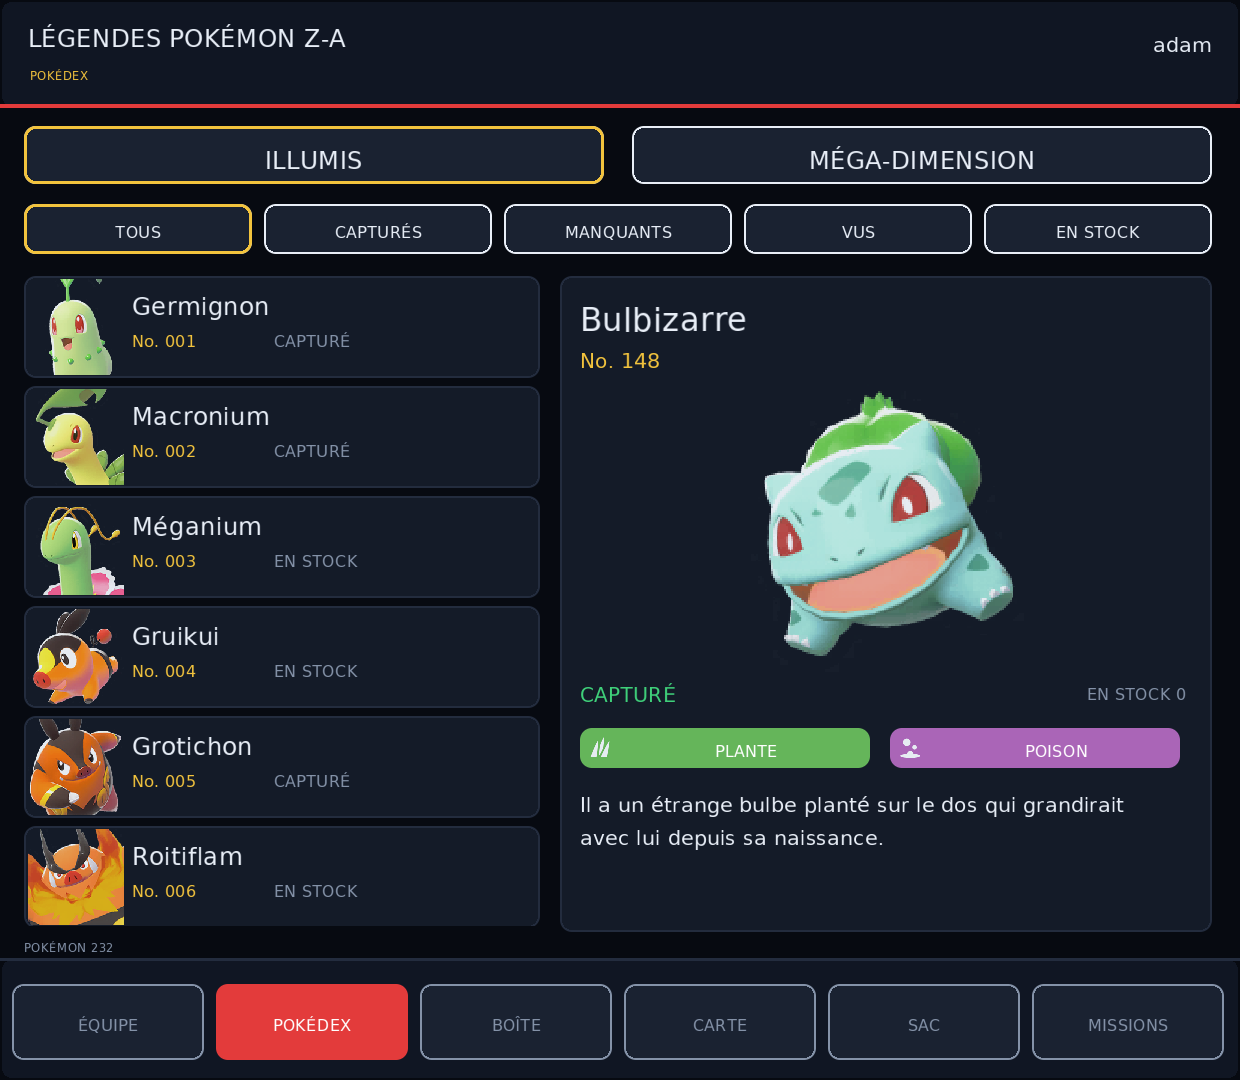 LÉGENDES POKÉMON Z-A
adam
POKÉDEX
ILLUMIS
MÉGA-DIMENSION
TOUS
CAPTURÉS
MANQUANTS
VUS
EN STOCK
Germignon
No. 001
CAPTURÉ
Macronium
No. 002
CAPTURÉ
Méganium
No. 003
EN STOCK
Gruikui
No. 004
EN STOCK
Grotichon
No. 005
CAPTURÉ
Roitiflam
No. 006
EN STOCK
POKÉMON 232
Bulbizarre
No. 148
CAPTURÉ
EN STOCK 0
PLANTE
POISON
Il a un étrange bulbe planté sur le dos qui grandirait
avec lui depuis sa naissance.
ÉQUIPE
POKÉDEX
BOÎTE
CARTE
SAC
MISSIONS